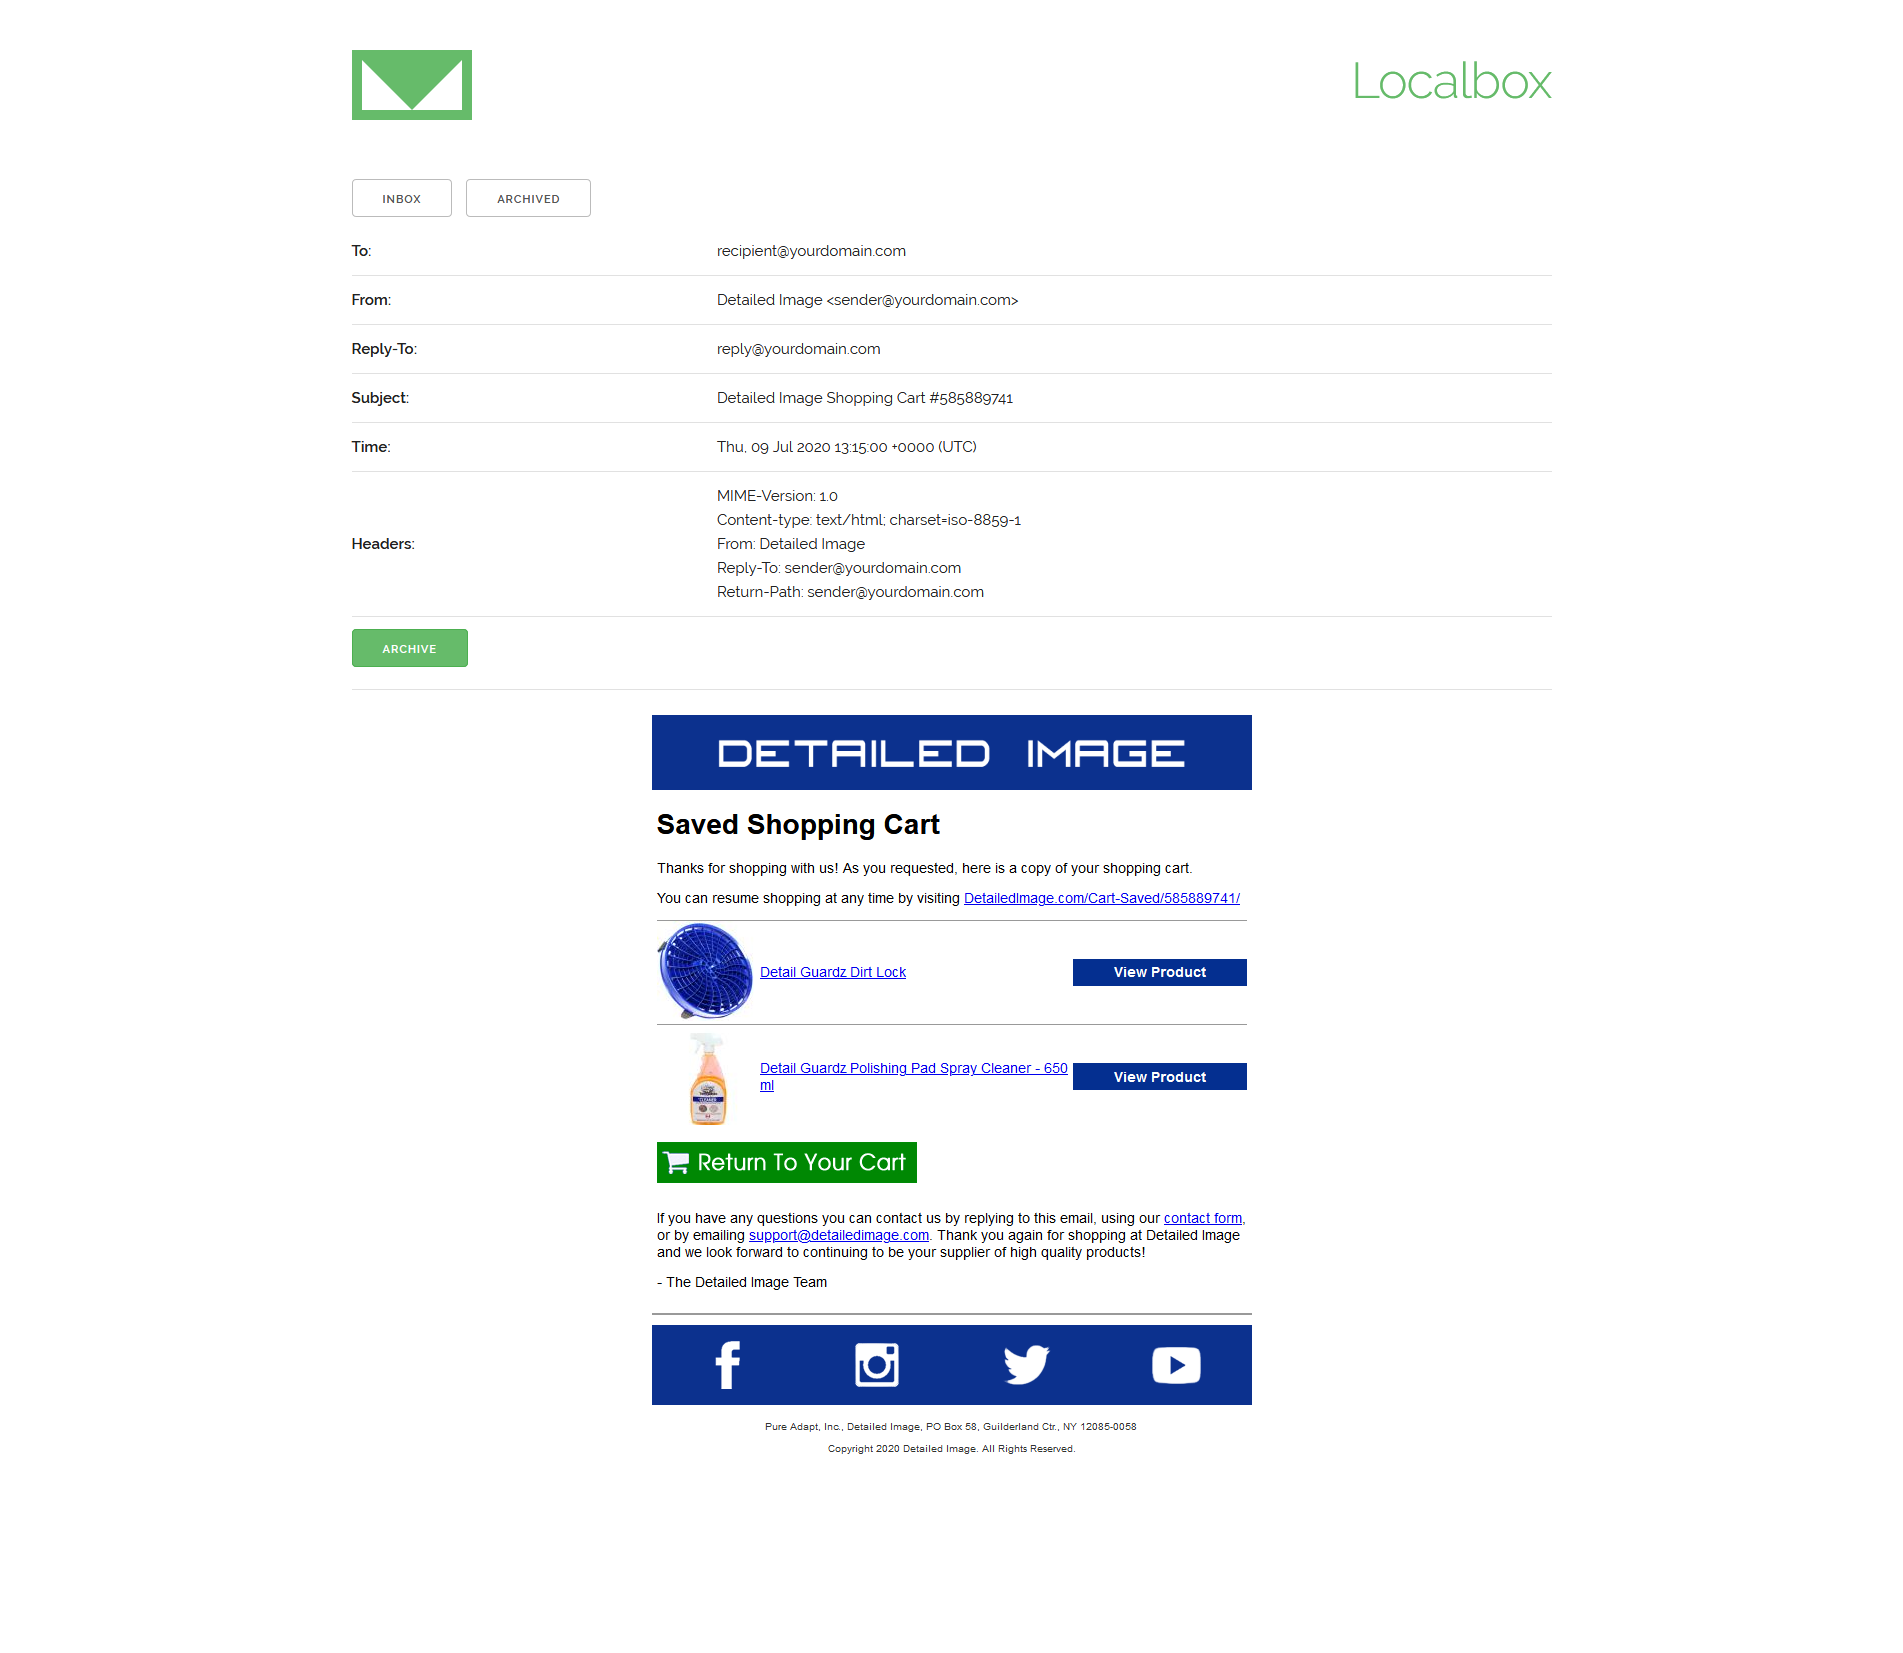 Localbox
INBOX ARCHIVED
To: recipient@yourdomain.com
From: Detailed Image <sender@yourdomain.com>
Reply-To: reply@yourdomain.com
Subject: Detailed Image Shopping Cart #585889741
Time: Thu, 09 Jul 2020 13:15:00 +0000 (UTC)
Headers: MIME-Version: 1.0
Content-type: text/html; charset=iso-8859-1
From: Detailed Image
Reply-To: sender@yourdomain.com
Return-Path: sender@yourdomain.com
ARCHIVE
DETAILED IMAGE
Saved Shopping Cart
Thanks for shopping with us! As you requested, here is a copy of your shopping cart.
You can resume shopping at any time by visiting DetailedImage.com/Cart-Saved/585889741/
Detail Guardz Dirt Lock View Product
Detail Guardz Polishing Pad Spray Cleaner - 650
ml
View Product
CLEANER
Return To Your Cart
If you have any questions you can contact us by replying to this email, using our contact form,
or by emailing support@detailedimage.com. Thank you again for shopping at Detailed Image
and we look forward to continuing to be your supplier of high quality products!
- The Detailed Image Team
Pure Adapt, Inc., Detailed Image, PO Box 58, Guilderland Ctr., NY 12085-0058
Copyright 2020 Detailed Image. All Rights Reserved.